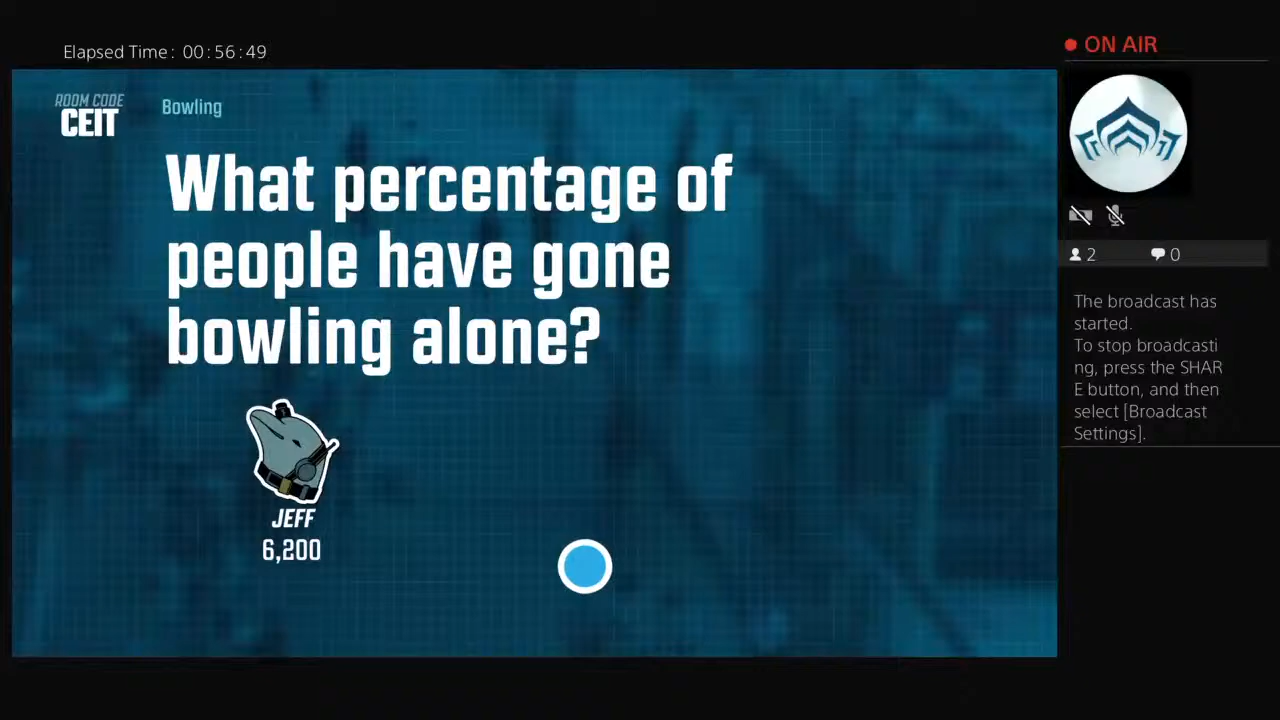 Elapsed Time: 00:56:49
ON AIR
ROOM CODE
CEIT
Bowling
What percentage of
people have gone
bowling alone?
JEFF
6,200
2
0
The broadcast has
started.
To stop broadcasti
ng, press the SHAR
E button, and then
select [Broadcast
Settings].